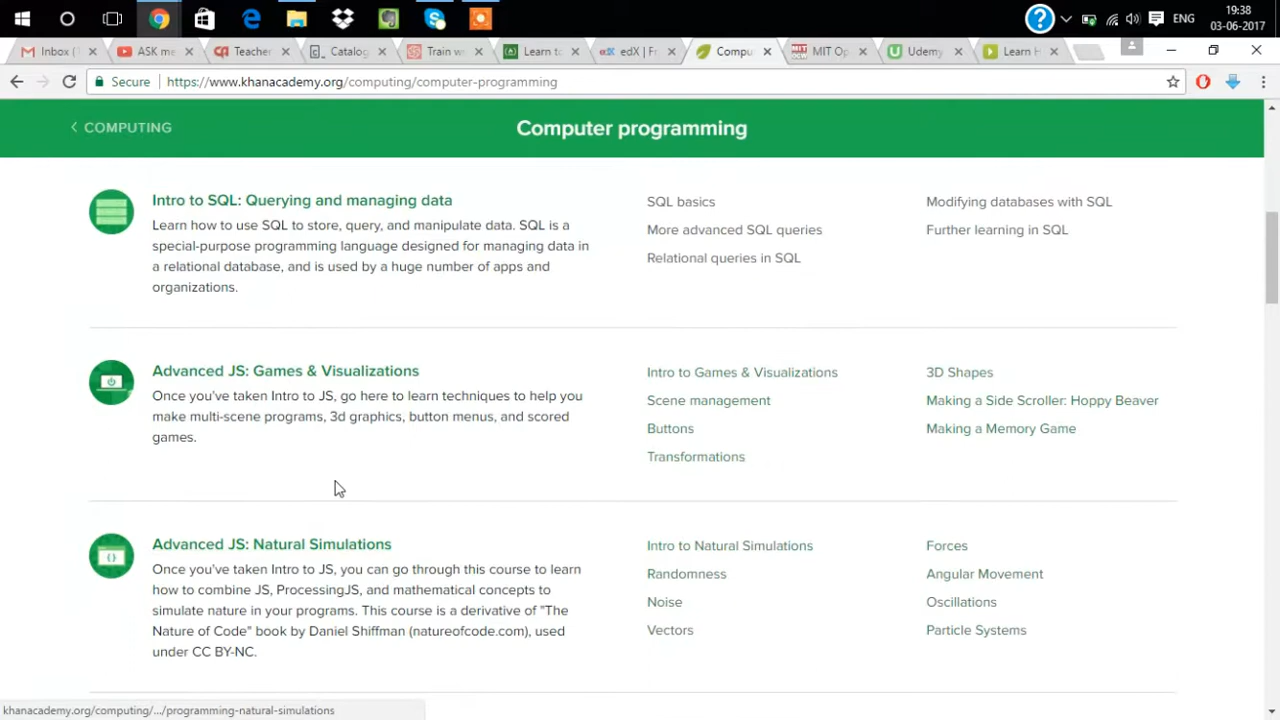 19:38
ENG
03-06-2017
Inbox (
ASK me
Teacher
Catalog
Train w
Learn to
edX | Fr
Compu
MIT Op
Udemy
Learn H
Secure
https://www.khanacademy.org/computing/computer-programming
COMPUTING
Computer programming
Intro to SQL: Querying and managing data
Learn how to use SQL to store, query, and manipulate data. SQL is a
special-purpose programming language designed for managing data in
a relational database, and is used by a huge number of apps and
organizations.
SQL basics
More advanced SQL queries
Relational queries in SQL
Modifying databases with SQL
Further learning in SQL
Advanced JS: Games & Visualizations
Once you've taken Intro to JS, go here to learn techniques to help you
make multi-scene programs, 3d graphics, button menus, and scored
games.
Intro to Games & Visualizations
Scene management
Buttons
Transformations
3D Shapes
Making a Side Scroller: Hoppy Beaver
Making a Memory Game
Advanced JS: Natural Simulations
Once you've taken Intro to JS, you can go through this course to learn
how to combine JS, ProcessingJS, and mathematical concepts to
simulate nature in your programs. This course is a derivative of "The
Nature of Code" book by Daniel Shiffman (natureofcode.com), used
under CC BY-NC.
Intro to Natural Simulations
Randomness
Noise
Vectors
Forces
Angular Movement
Oscillations
Particle Systems
khanacademy.org/computing/.../programming-natural-simulations